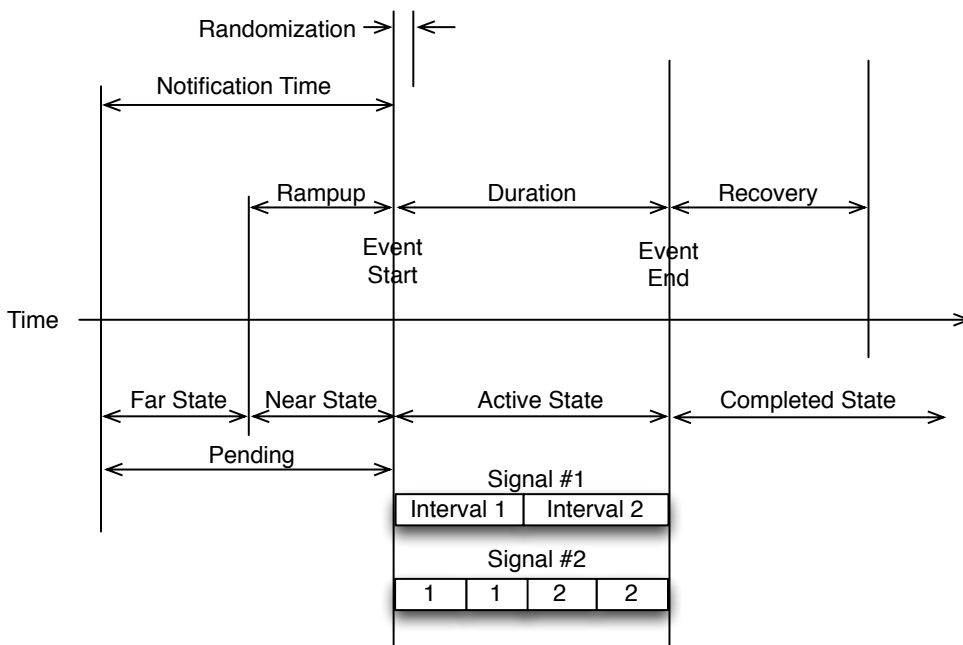 Randomization
Notification Time
Rampup
Duration
Recovery
Event
Start
Event
End
Time
Far State
Near State
Active State
Completed State
Pending
Signal #1
Interval 1
Interval 2
Signal #2
1
1
2
2